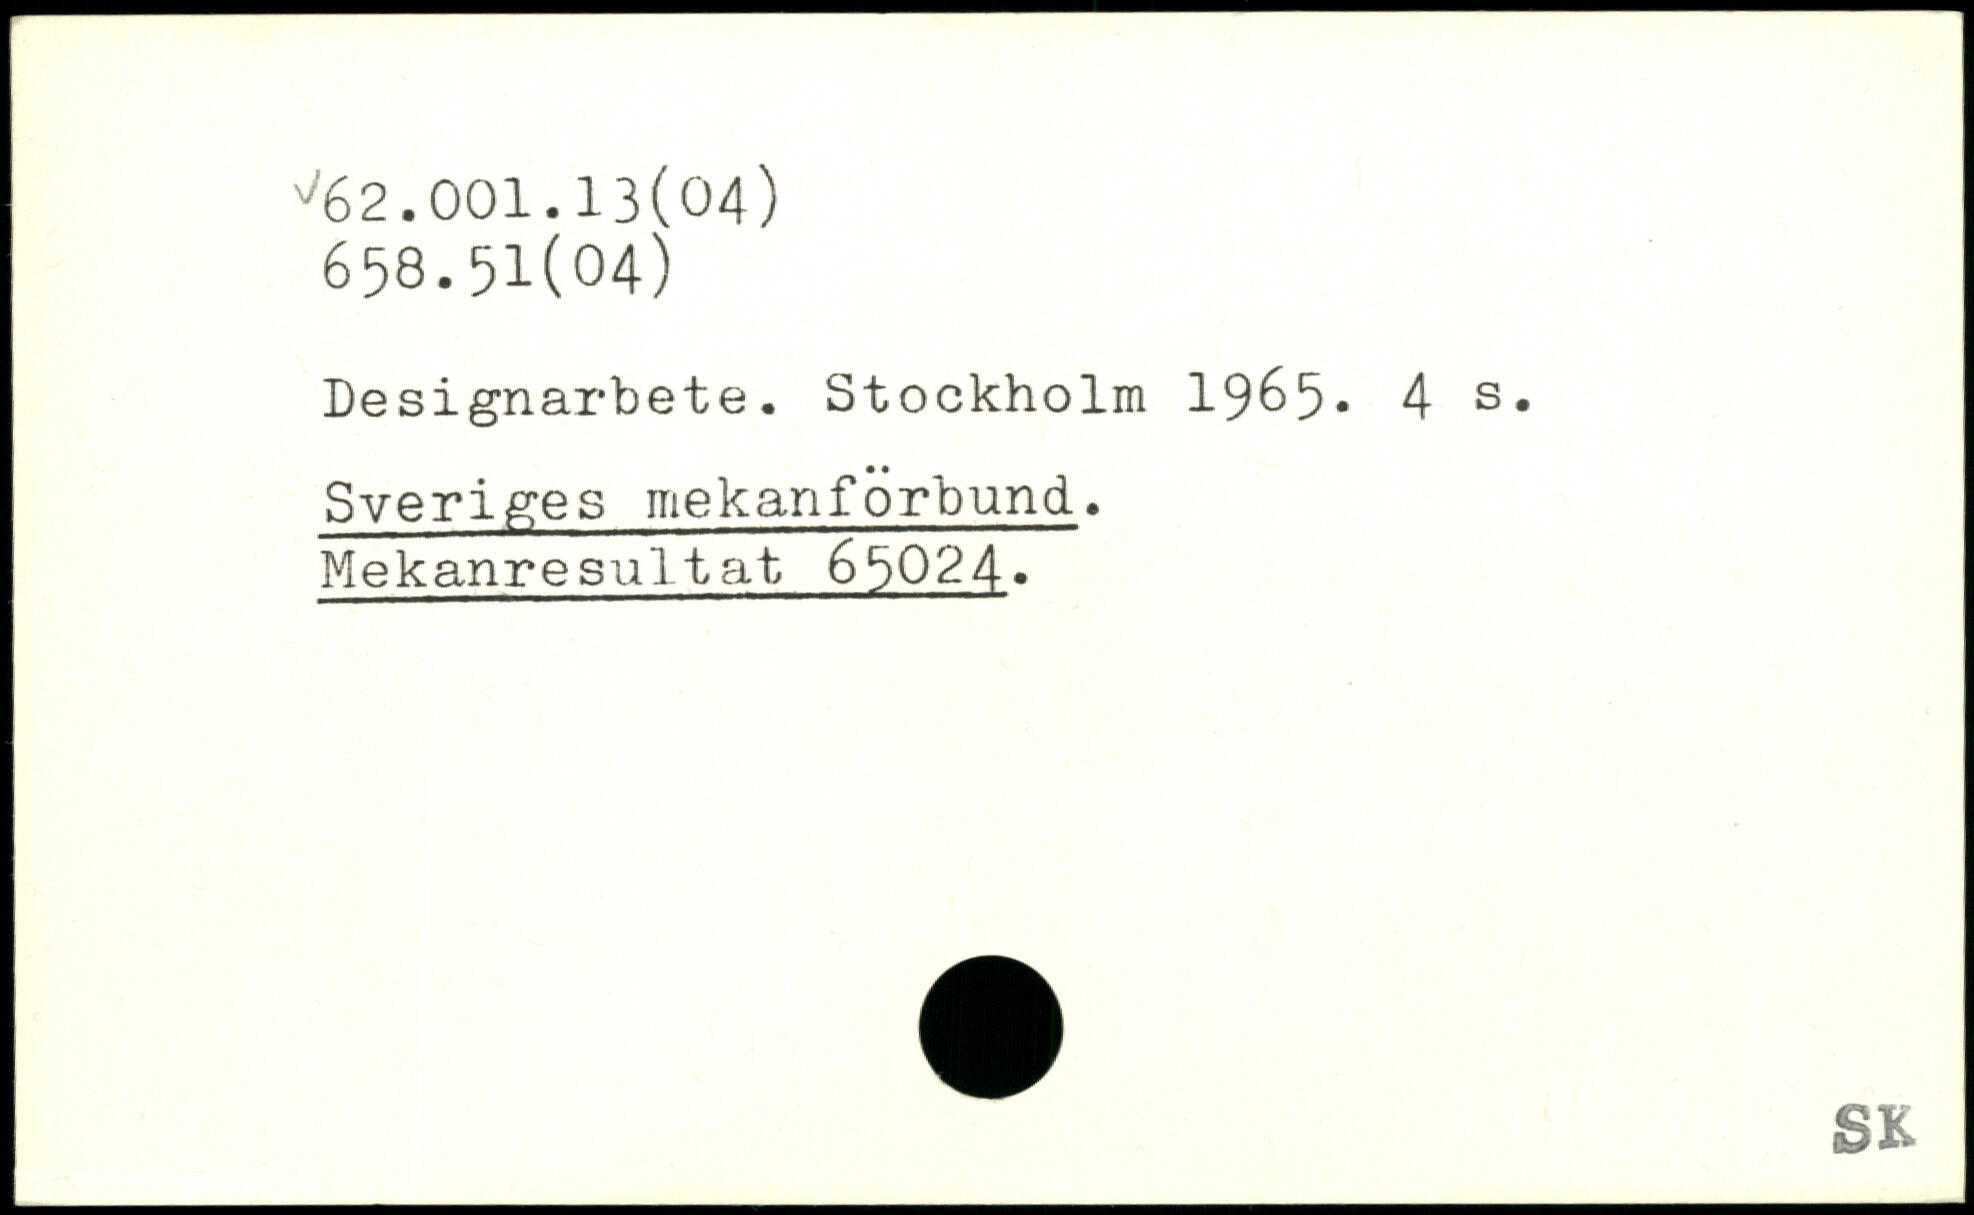 √62.001.13(04)
658.51(04)
Designarbete. Stockholm 1965. 4 s.
Sveriges mekanförbund.
Mekanresultat 65024.
SK